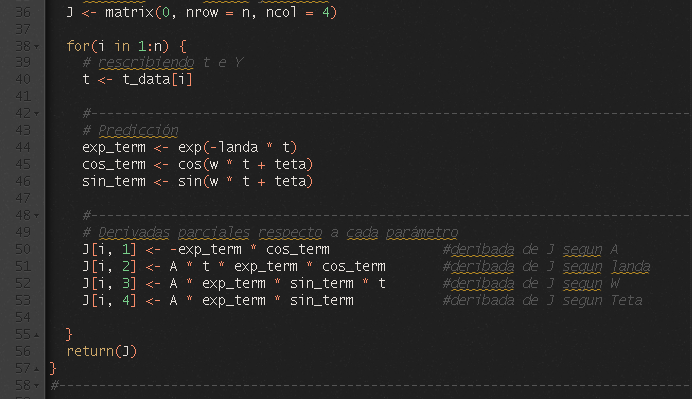 36 J <- matrix(0, nrow = n, ncol = 4)
37
38 for(i in 1:n) {
39 # rescribiendo t e Y
40 t <- t_data[i]
41
42 #-----------------------------------------------------------------------
43 # Predicción
44 exp_term <- exp(-landa * t)
45 cos_term <- cos(w * t + teta)
46 sin_term <- sin(w * t + teta)
47
48 #-----------------------------------------------------------------------
49 # Derivadas parciales respecto a cada parámetro
50 J[i, 1] <- -exp_term * cos_term #deribada de J segun A
51 J[i, 2] <- A * t * exp_term * cos_term #deribada de J segun landa
52 J[i, 3] <- A * exp_term * sin_term * t #deribada de J segun W
53 J[i, 4] <- A * exp_term * sin_term #deribada de J segun Teta
54
55 }
56 return(J)
57 }
58 #---------------------------------------------------------------------------